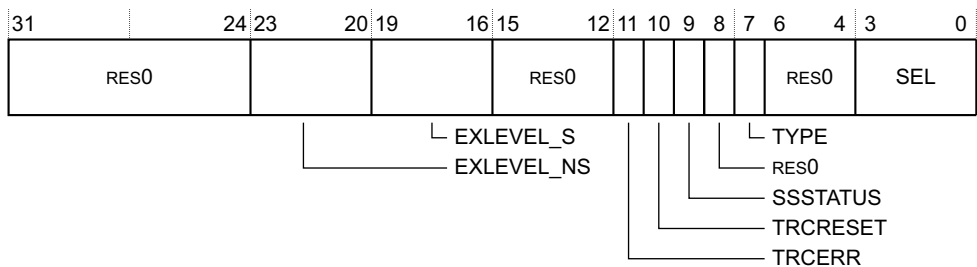 31 24 23 20 19 16 15 12 11 10 9 8 7 6 4 3 0
RES0 RES0 RES0 SEL
EXLEVEL_S TYPE
EXLEVEL_NS RES0
SSSTATUS
TRCRESET
TRCERR